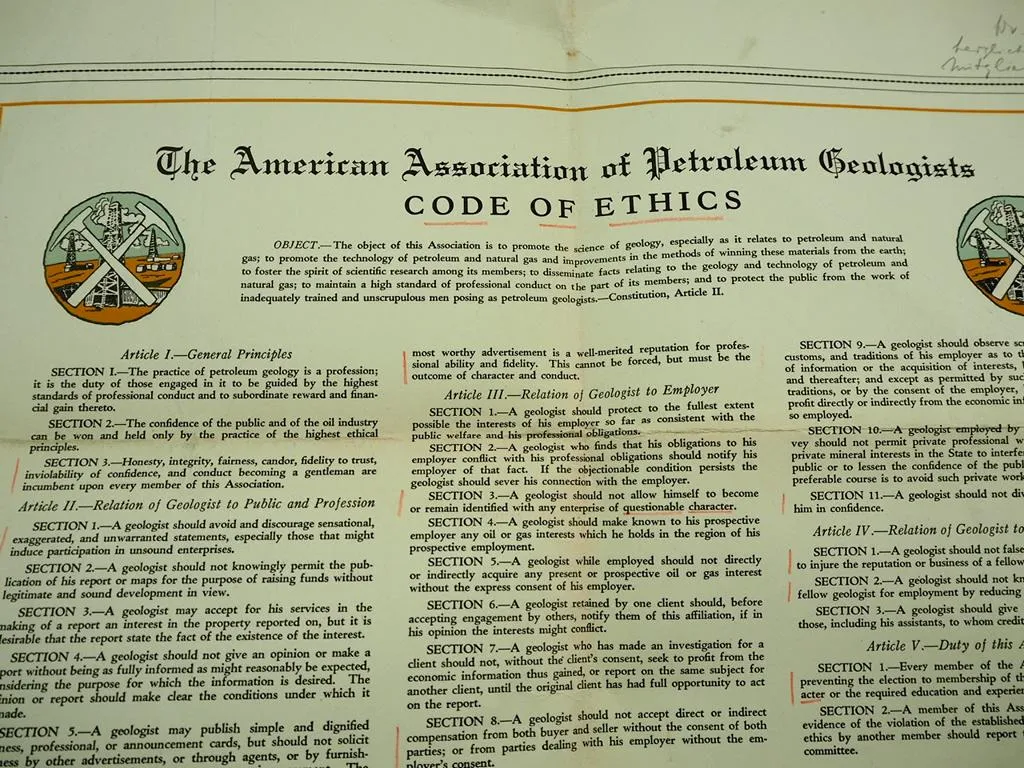 The American Association of Petroleum Geologists
CODE OF ETHICS
OBJECT.—The object of this Association is to promote the science of geology, especially as it relates to petroleum and natural
gas; to promote the technology of petroleum and natural gas and improvements in the methods of winning these materials from the earth;
to foster the spirit of scientific research among its members; to disseminate facts relating to the geology and technology of petroleum and
natural gas; to maintain a high standard of professional conduct on the part of its members; and to protect the public from the work of
inadequately trained and unscrupulous men posing as petroleum geologists.—Constitution, Article II.
Article I.—General Principles
SECTION I.—The practice of petroleum geology is a profession;
it is the duty of those engaged in it to be guided by the highest
standards of professional conduct and to subordinate reward and finan-
cial gain thereto.
SECTION 2.—The confidence of the public and of the oil industry
can be won and held only by the practice of the highest ethical
principles.
SECTION 3.—Honesty, integrity, fairness, candor, fidelity to trust,
inviolability of confidence, and conduct becoming a gentleman are
incumbent upon every member of this Association.
Article II.—Relation of Geologist to Public and Profession
SECTION 1.—A geologist should avoid and discourage sensational,
exaggerated, and unwarranted statements, especially those that might
induce participation in unsound enterprises.
SECTION 2.—A geologist should not knowingly permit the pub-
lication of his report or maps for the purpose of raising funds without
legitimate and sound development in view.
SECTION 3.—A geologist may accept for his services in the
making of a report an interest in the property reported on, but it is
desirable that the report state the fact of the existence of the interest.
SECTION 4.—A geologist should not give an opinion or make a
port without being as fully informed as might reasonably be expected,
nsidering the purpose for which the information is desired. The
inion or report should make clear the conditions under which it
made.
SECTION 5.—A geologist may publish simple and dignified
ness, professional, or announcement cards, but should not solicit
ness by other advertisements, or through agents, or by furnish-
The
most worthy advertisement is a well-merited reputation for profes-
sional ability and fidelity. This cannot be forced, but must be the
outcome of character and conduct.
Article III.—Relation of Geologist to Employer
SECTION 1.—A geologist should protect to the fullest extent
possible the interests of his employer so far as consistent with the
public welfare and his professional obligations.
SECTION 2.—A geologist who finds that his obligations to his
employer conflict with his professional obligations should notify his
employer of that fact. If the objectionable condition persists the
geologist should sever his connection with the employer.
SECTION 3.—A geologist should not allow himself to become
or remain identified with any enterprise of questionable character.
SECTION 4.—A geologist should make known to his prospective
employer any oil or gas interests which he holds in the region of his
prospective employment.
SECTION 5.—A geologist while employed should not directly
or indirectly acquire any present or prospective oil or gas interest
without the express consent of his employer.
SECTION 6.—A geologist retained by one client should, before
accepting engagement by others, notify them of this affiliation, if in
his opinion the interests might conflict.
SECTION 7.—A geologist who has made an investigation for a
client should not, without the client's consent, seek to profit from the
economic information thus gained, or report on the same subject for
another client, until the original client has had full opportunity to act
on the report.
SECTION 8.—A geologist should not accept direct or indirect
compensation from both buyer and seller without the consent of both
parties; or from parties dealing with his employer without the em-
ployer's consent.
SECTION 9.—A geologist should observe sc
customs, and traditions of his employer as to th
of information or the acquisition of interests,
and thereafter; and except as permitted by suc
traditions, or by the consent of the employer,
profit directly or indirectly from the economic inf
so employed.
SECTION 10.—A geologist employed by
vey should not permit private professional w
private mineral interests in the State to interfe
public or to lessen the confidence of the publ
preferable course is to avoid such private work
SECTION 11.—A geologist should not div
him in confidence.
Article IV.—Relation of Geologist to
SECTION 1.—A geologist should not false
to injure the reputation or business of a fellow
SECTION 2.—A geologist should not kn
fellow geologist for employment by reducing
SECTION 3.—A geologist should give
those, including his assistants, to whom credit
Article V.—Duty of this A
SECTION 1.—Every member of the A
preventing the election to membership of th
acter or the required education and experien
SECTION 2.—A member of this Ass
evidence of the violation of the established
ethics by another member should report t
committee.